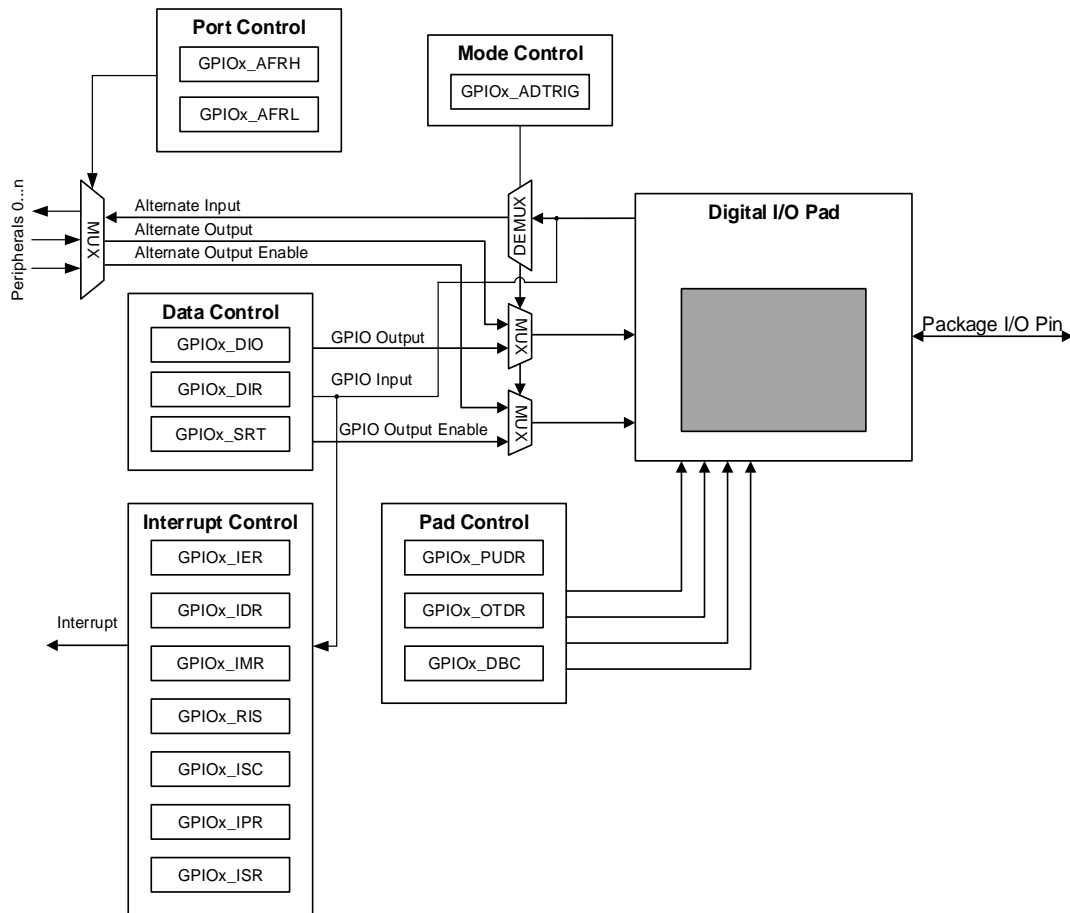 Port Control
GPIOx_AFRH
GPIOx_AFRL
Mode Control
GPIOx_ADTRIG
Peripherals 0...n
MUX
Alternate Input
Alternate Output
Alternate Output Enable
DEMUX
MUX
MUX
Digital I/O Pad
Package I/O Pin
Data Control
GPIOx_DIO
GPIOx_DIR
GPIOx_SRT
GPIO Output
GPIO Input
GPIO Output Enable
Interrupt Control
GPIOx_IER
GPIOx_IDR
GPIOx_IMR
GPIOx_RIS
GPIOx_ISC
GPIOx_IPR
GPIOx_ISR
Interrupt
Pad Control
GPIOx_PUDR
GPIOx_OTDR
GPIOx_DBC